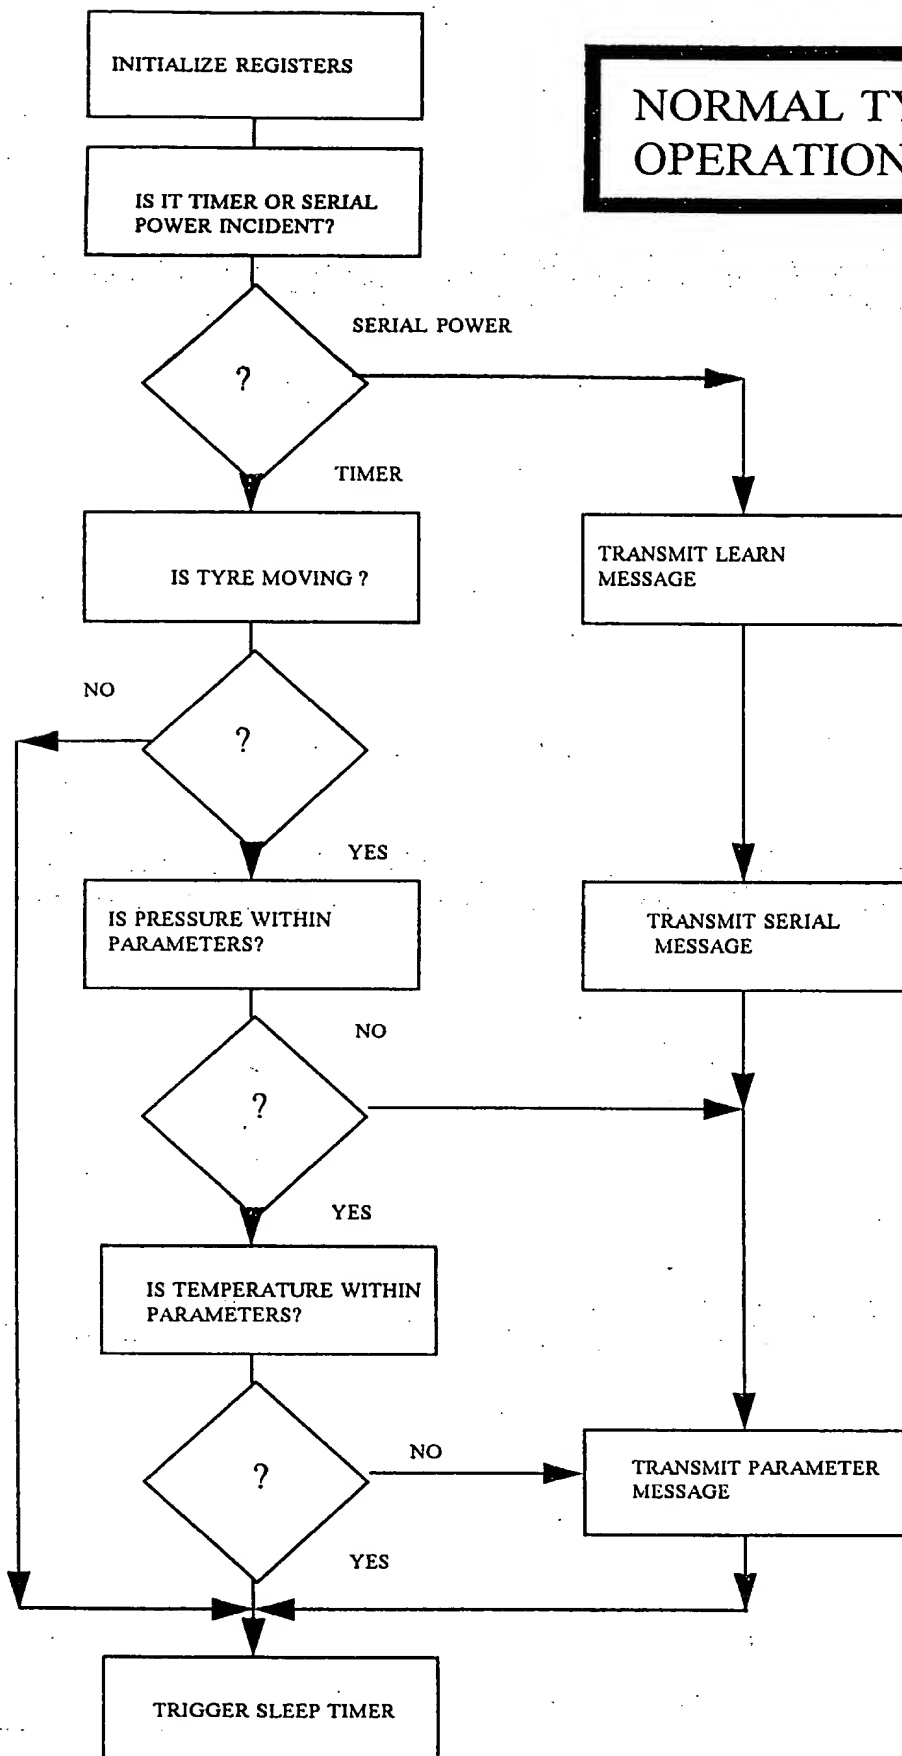 INITIALIZE REGISTERS
NORMAL TY
OPERATION
IS IT TIMER OR SERIAL
POWER INCIDENT?
SERIAL POWER
?
TIMER
IS TYRE MOVING ?
TRANSMIT LEARN
MESSAGE
NO
?
YES
IS PRESSURE WITHIN
PARAMETERS?
TRANSMIT SERIAL
MESSAGE
NO
?
YES
IS TEMPERATURE WITHIN
PARAMETERS?
NO
?
TRANSMIT PARAMETER
MESSAGE
YES
TRIGGER SLEEP TIMER